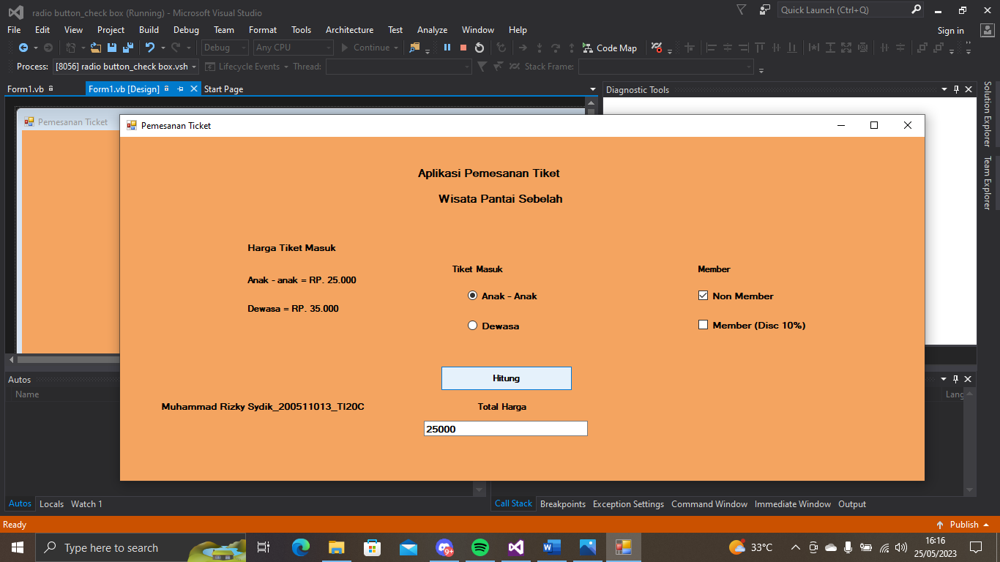 radio button_check box (Running) - Microsoft Visual Studio
Quick Launch (Ctrl+Q)
File Edit View Project Build Debug Team Format Tools Architecture Test Analyze Window Help
Sign in
Debug Any CPU Continue Code Map
Process: [8056] radio button_check box.vsh Lifecycle Events Thread: Stack Frame:
Form1.vb Form1.vb [Design] Start Page
Diagnostic Tools
Solution Explorer
Team Explorer
Pemesanan Ticket
Pemesanan Ticket
Aplikasi Pemesanan Tiket
Wisata Pantai Sebelah
Harga Tiket Masuk
Anak - anak = RP. 25.000
Dewasa = RP. 35.000
Tiket Masuk
Anak - Anak
Dewasa
Member
Non Member
Member (Disc 10%)
Hitung
Muhammad Rizky Sydik_200511013_TI20C
Total Harga
25000
Autos
Name
Lang
Autos Locals Watch 1
Call Stack Breakpoints Exception Settings Command Window Immediate Window Output
Ready
Publish
Type here to search
9+
33°C
16:16
25/05/2023